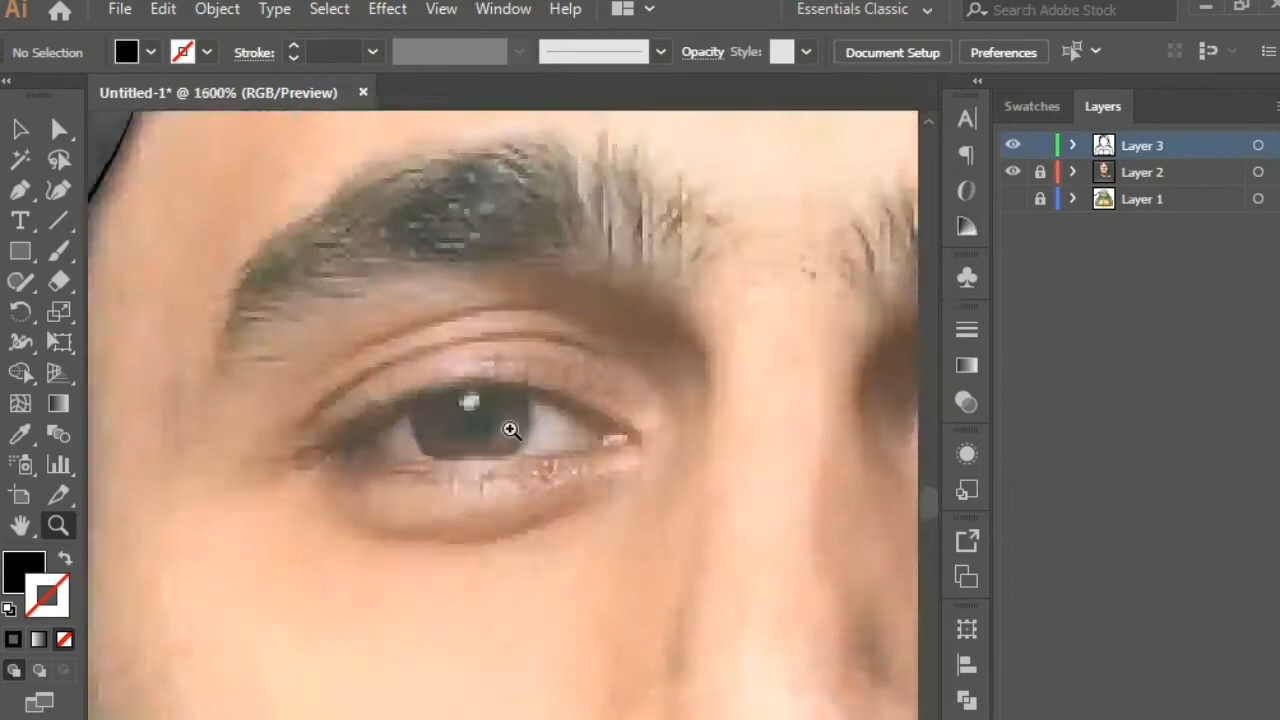 Ai File Edit Object Type Select Effect View Window Help Essentials Classic Search Adobe Stock
No Selection Stroke: Opacity Style: Document Setup Preferences
Untitled-1* @ 1600% (RGB/Preview) ×
Swatches Layers
Layer 3
Layer 2
Layer 1